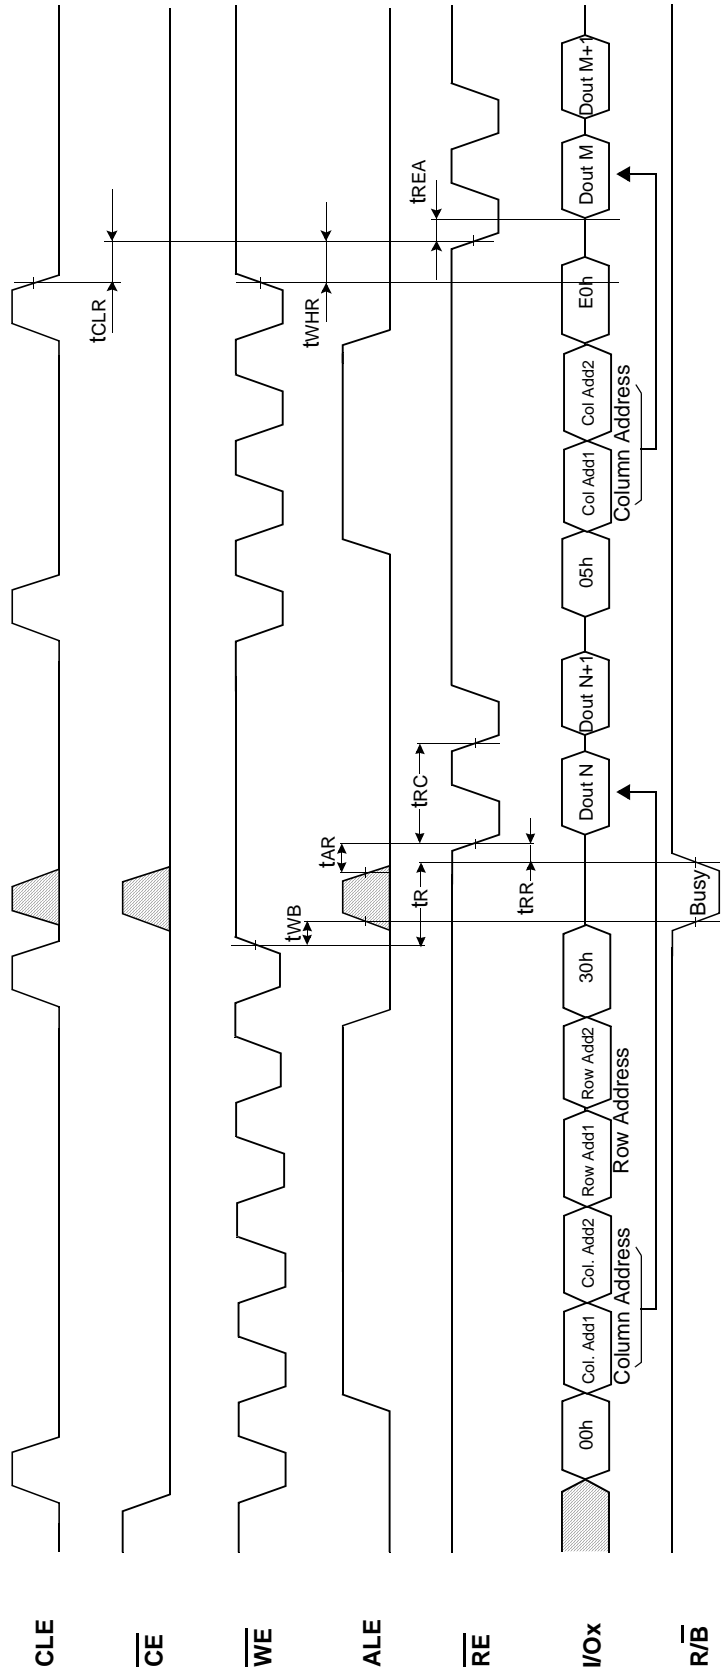 CLE
CE
WE
ALE
RE
I/Ox
R/B
tCLR
tWHR
tREA
tWB
tAR
tR
tRC
tRR
00h
Col. Add1
Col. Add2
Row Add1
Row Add2
30h
Dout N
Dout N+1
05h
Col Add1
Col Add2
E0h
Dout M
Dout M+1
Column Address
Row Address
Column Address
Busy